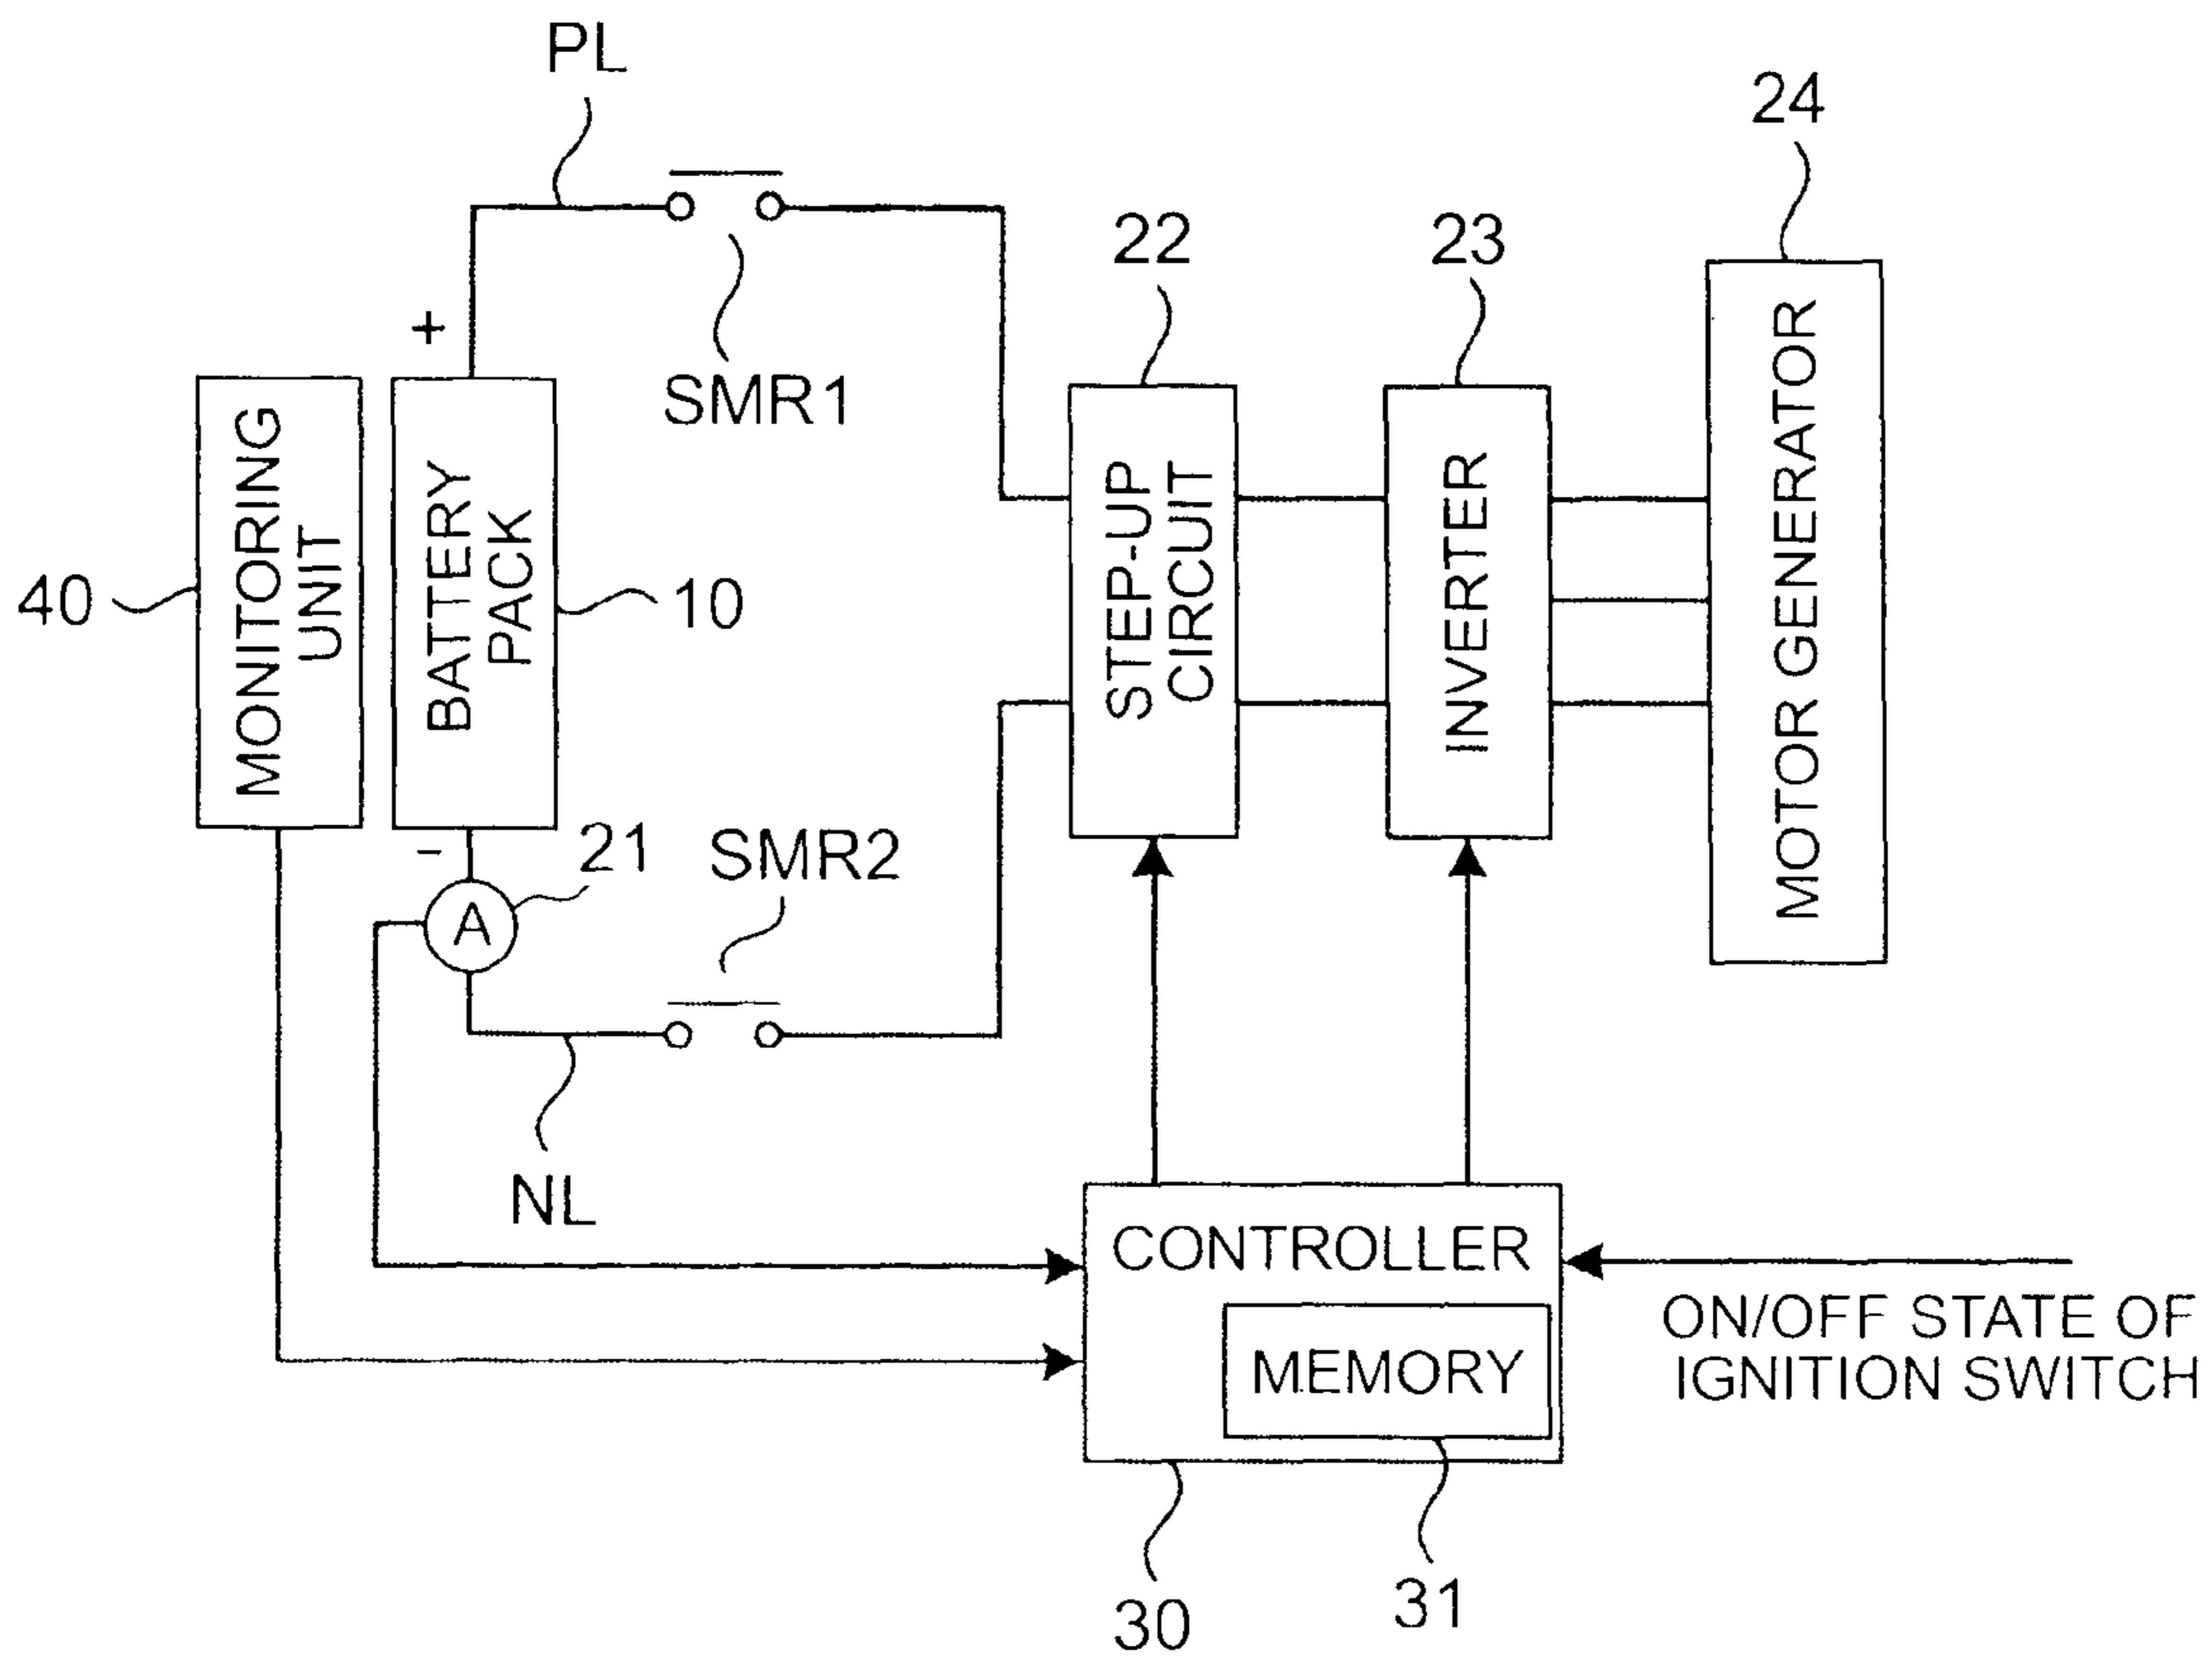 PL
24
22
23
+
SMR1
MONITORING
UNIT
BATTERY
PACK
STEP-UP
CIRCUIT
INVERTER
MOTOR GENERATOR
40
10
-
21
SMR2
A
NL
CONTROLLER
MEMORY
ON/OFF STATE OF
IGNITION SWITCH
30
31